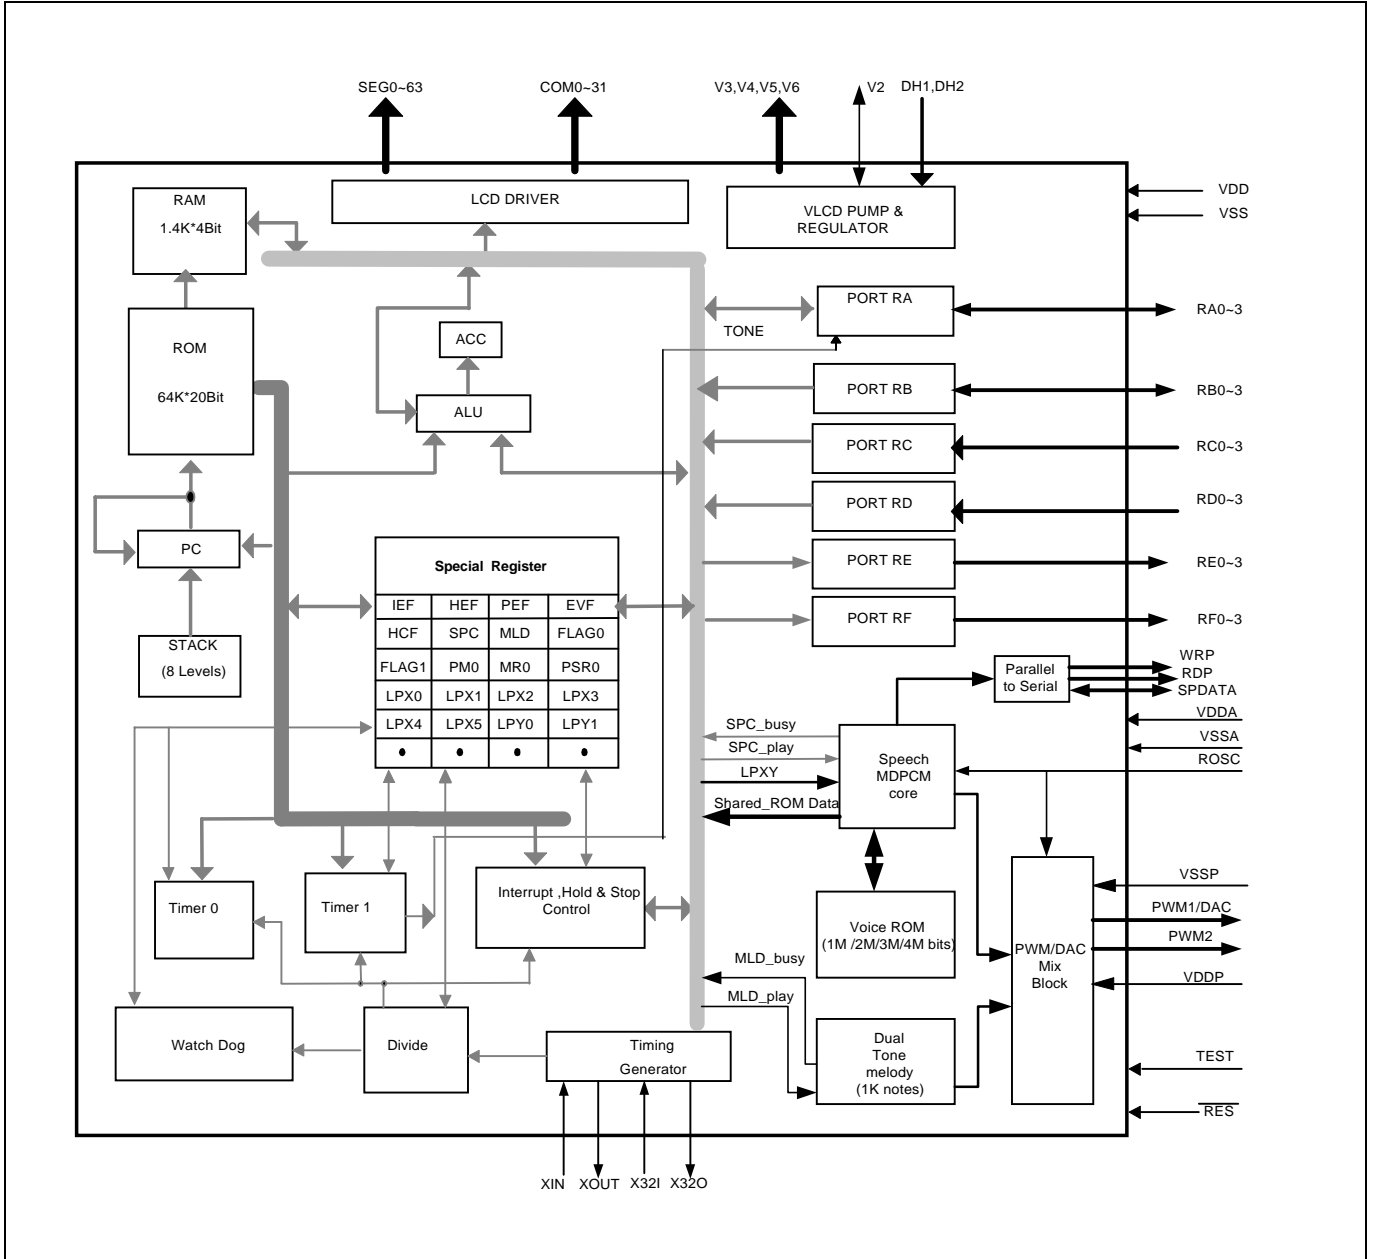 SEG0~63
COM0~31
V3,V4,V5,V6
V2
DH1,DH2
RAM
1.4K*4Bit
LCD DRIVER
VLCD PUMP &
REGULATOR
VDD
VSS
ROM
64K*20Bit
ACC
ALU
TONE
PORT RA
RA0~3
PORT RB
RB0~3
PORT RC
RC0~3
PORT RD
RD0~3
PORT RE
RE0~3
PORT RF
RF0~3
PC
STACK
(8 Levels)
Special Register
IEF HEF PEF EVF
HCF SPC MLD FLAG0
FLAG1 PM0 MR0 PSR0
LPX0 LPX1 LPX2 LPX3
LPX4 LPX5 LPY0 LPY1
Parallel
to Serial
WRP
RDP
SPDATA
VDDA
VSSA
ROSC
SPC_busy
SPC_play
LPXY
Shared_ROM Data
Speech
MDPCM
core
Timer 0
Timer 1
Interrupt ,Hold & Stop
Control
Voice ROM
(1M /2M/3M/4M bits)
PWM/DAC
Mix
Block
VSSP
PWM1/DAC
PWM2
VDDP
MLD_busy
MLD_play
Watch Dog
Divide
Timing
Generator
Dual
Tone
melody
(1K notes)
TEST
RES
XIN
XOUT
X32I
X32O